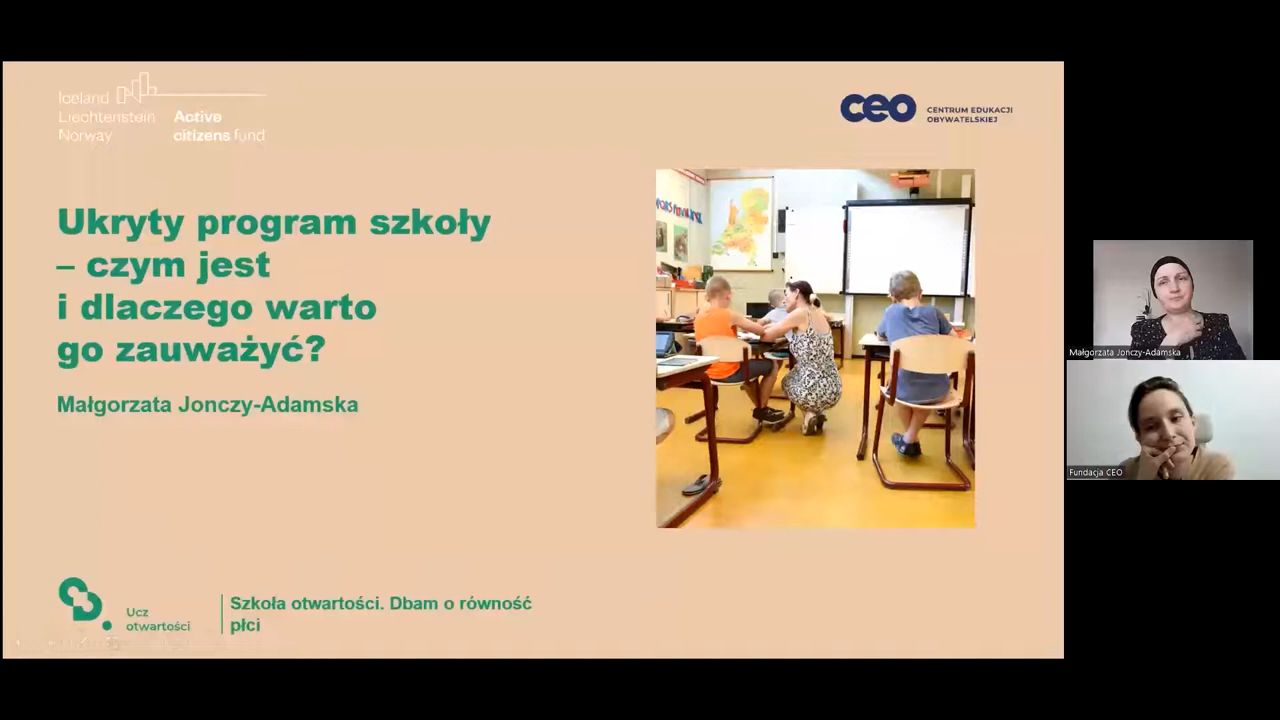 Iceland
Liechtenstein
Norway
Active
citizens fund
ceo
CENTRUM EDUKACJI
OBYWATELSKIEJ
Ukryty program szkoły
– czym jest
i dlaczego warto
go zauważyć?
Małgorzata Jonczy-Adamska
Ucz
otwartości
Szkoła otwartości. Dbam o równość
płci
Małgorzata Jonczy-Adamska
Fundacja CEO